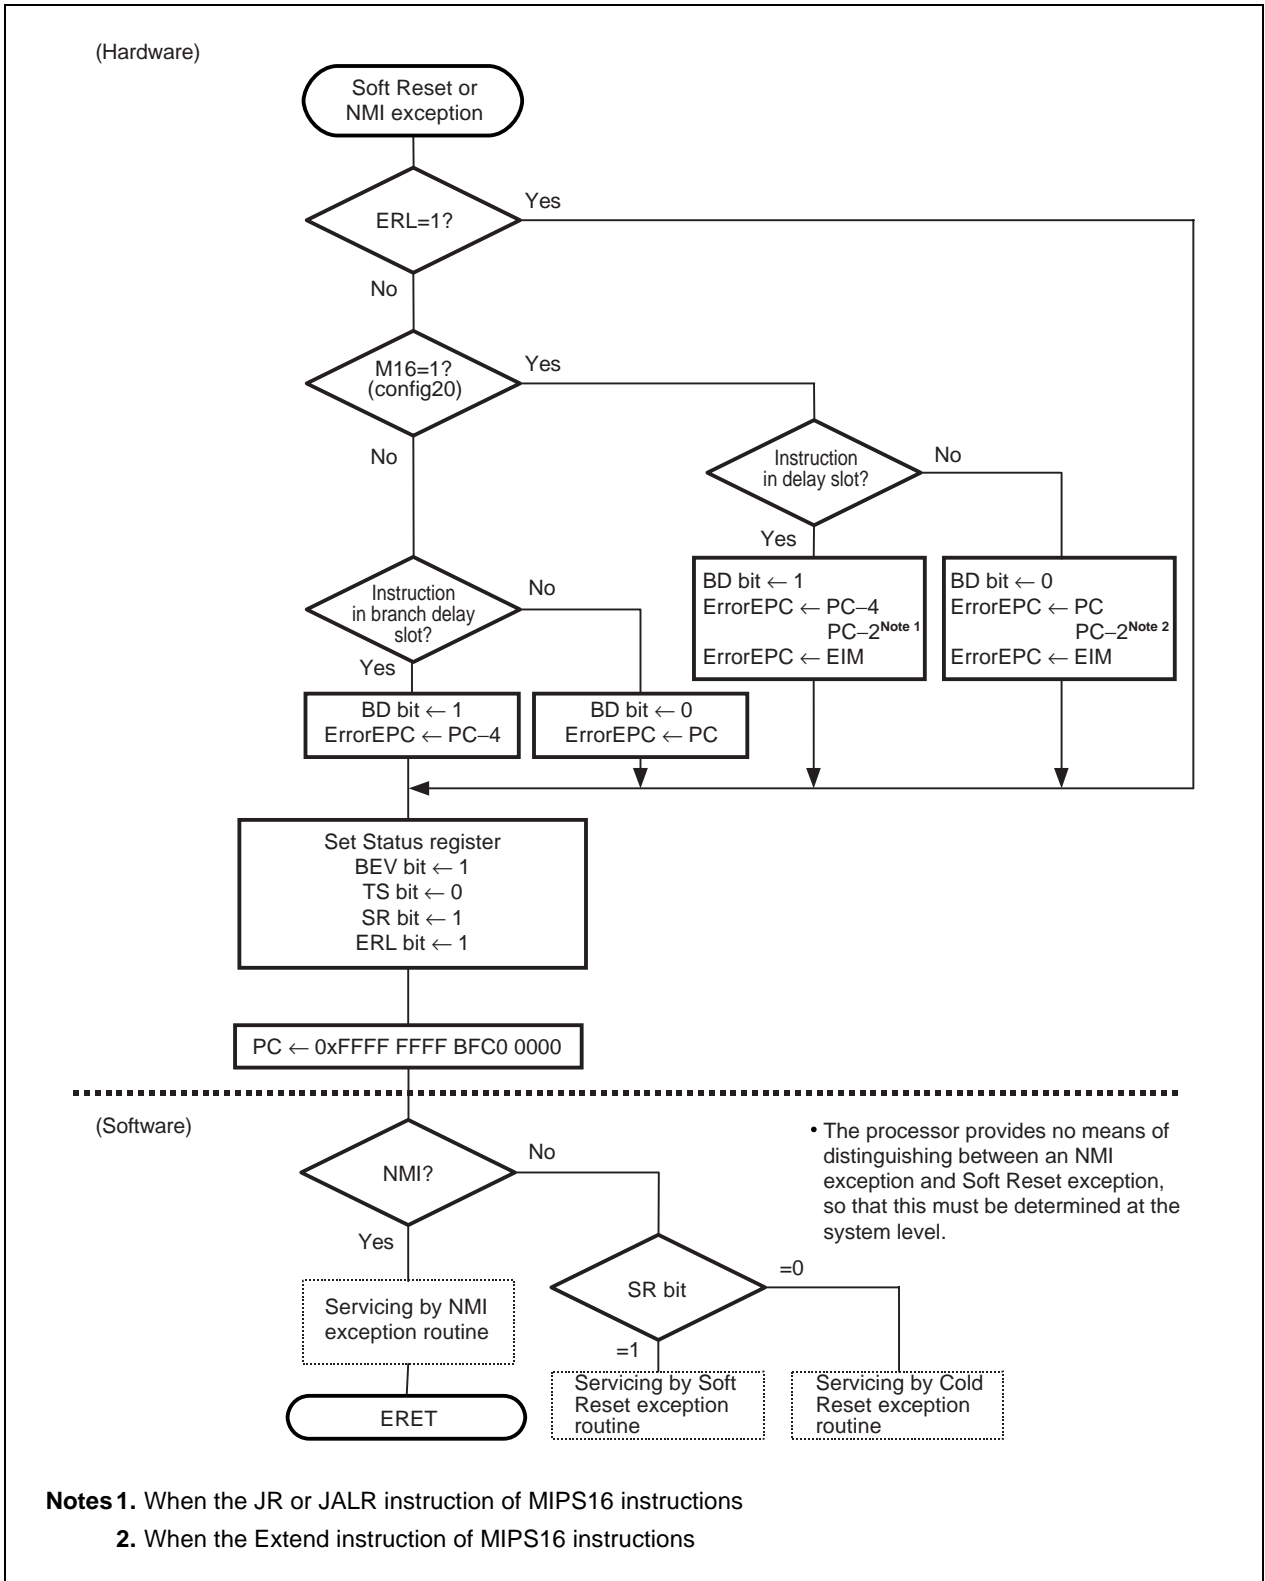 (Hardware)
Soft Reset or
NMI exception
ERL=1?
Yes
No
M16=1?
(config20)
Yes
No
Instruction
in delay slot?
No
Yes
BD bit ← 1
ErrorEPC ← PC–4
PC–2Note 1
ErrorEPC ← EIM
BD bit ← 0
ErrorEPC ← PC
PC–2Note 2
ErrorEPC ← EIM
Instruction
in branch delay
slot?
No
Yes
BD bit ← 1
ErrorEPC ← PC–4
BD bit ← 0
ErrorEPC ← PC
Set Status register
BEV bit ← 1
TS bit ← 0
SR bit ← 1
ERL bit ← 1
PC ← 0xFFFF FFFF BFC0 0000
(Software)
NMI?
No
Yes
• The processor provides no means of
distinguishing between an NMI
exception and Soft Reset exception,
so that this must be determined at the
system level.
SR bit
=0
=1
Servicing by NMI
exception routine
ERET
Servicing by Soft
Reset exception
routine
Servicing by Cold
Reset exception
routine
Notes 1. When the JR or JALR instruction of MIPS16 instructions
2. When the Extend instruction of MIPS16 instructions